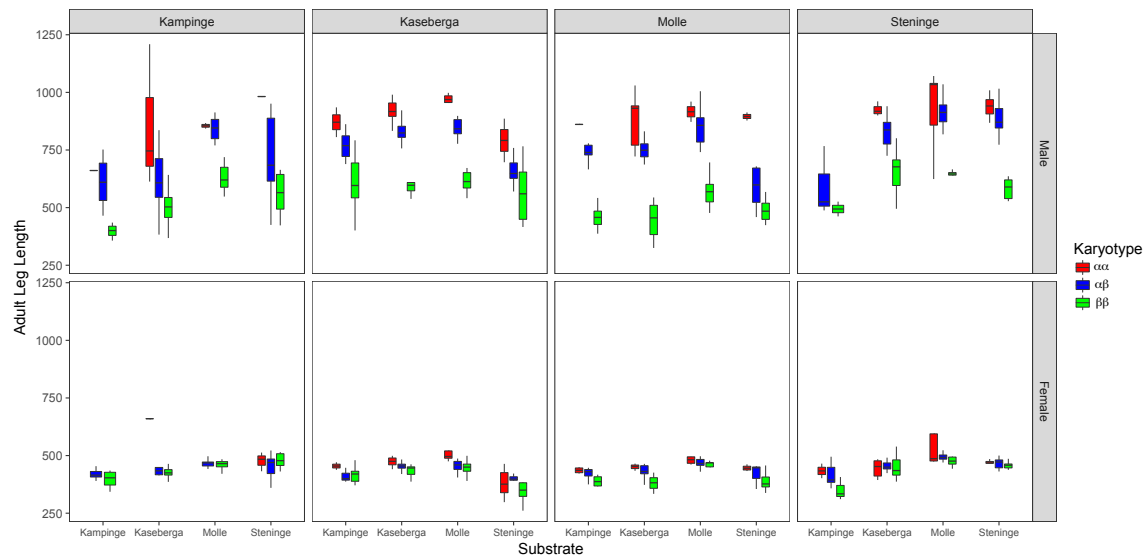 Kampinge Kaseberga Molle Steninge
1250
1000
750
500
250
Male
1250
1000
750
500
250
Female
Adult Leg Length
Kampinge Kaseberga Molle Steninge Kampinge Kaseberga Molle Steninge Kampinge Kaseberga Molle Steninge Kampinge Kaseberga Molle Steninge
Substrate
Karyotype
αα
αβ
ββ